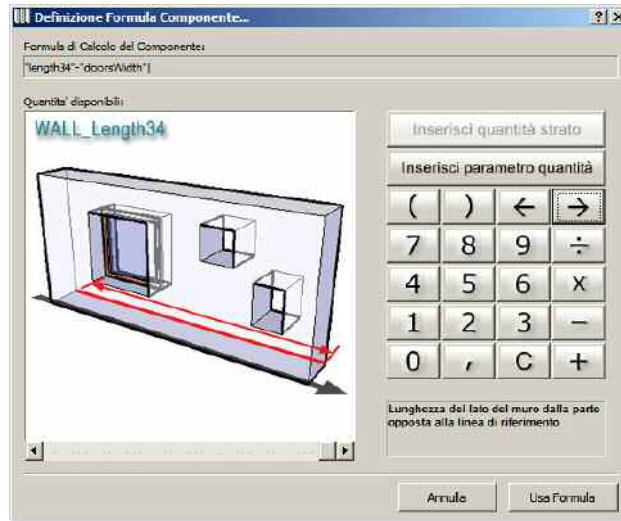 Definizione Formula Componente...
Formula di Calcolo del Componente:
"length34"-"doorsWidth"|
Quantita' disponibili:
WALL_Length34
Inserisci quantità strato
Inserisci parametro quantità
( ) ← →
7 8 9 ÷
4 5 6 x
1 2 3 −
0 , C +
Lunghezza del lato del muro dalla parte
opposta alla linea di riferimento
Annulla Usa Formula